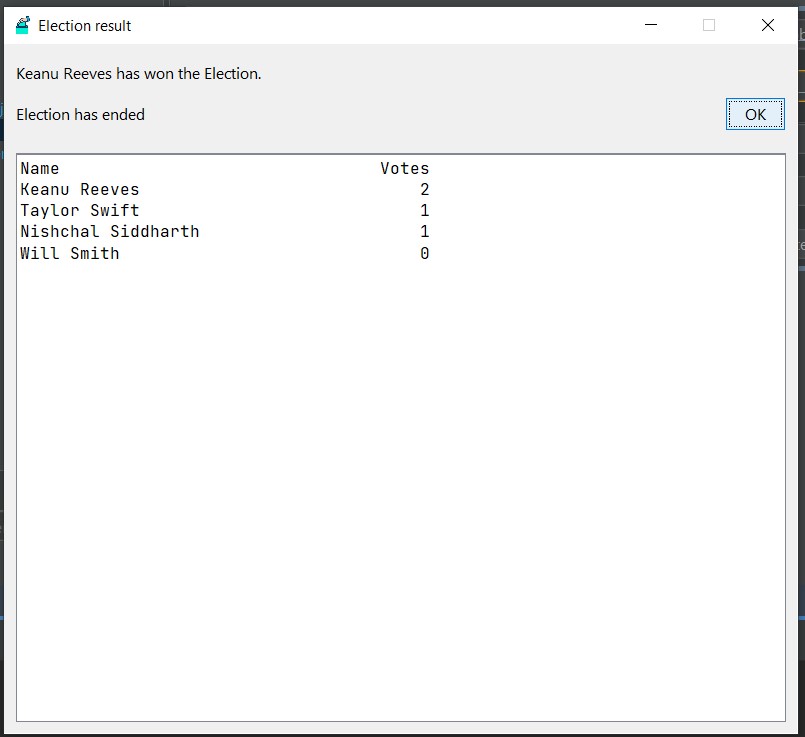 Election result
Keanu Reeves has won the Election.
Election has ended
OK
Name Votes
Keanu Reeves 2
Taylor Swift 1
Nishchal Siddharth 1
Will Smith 0